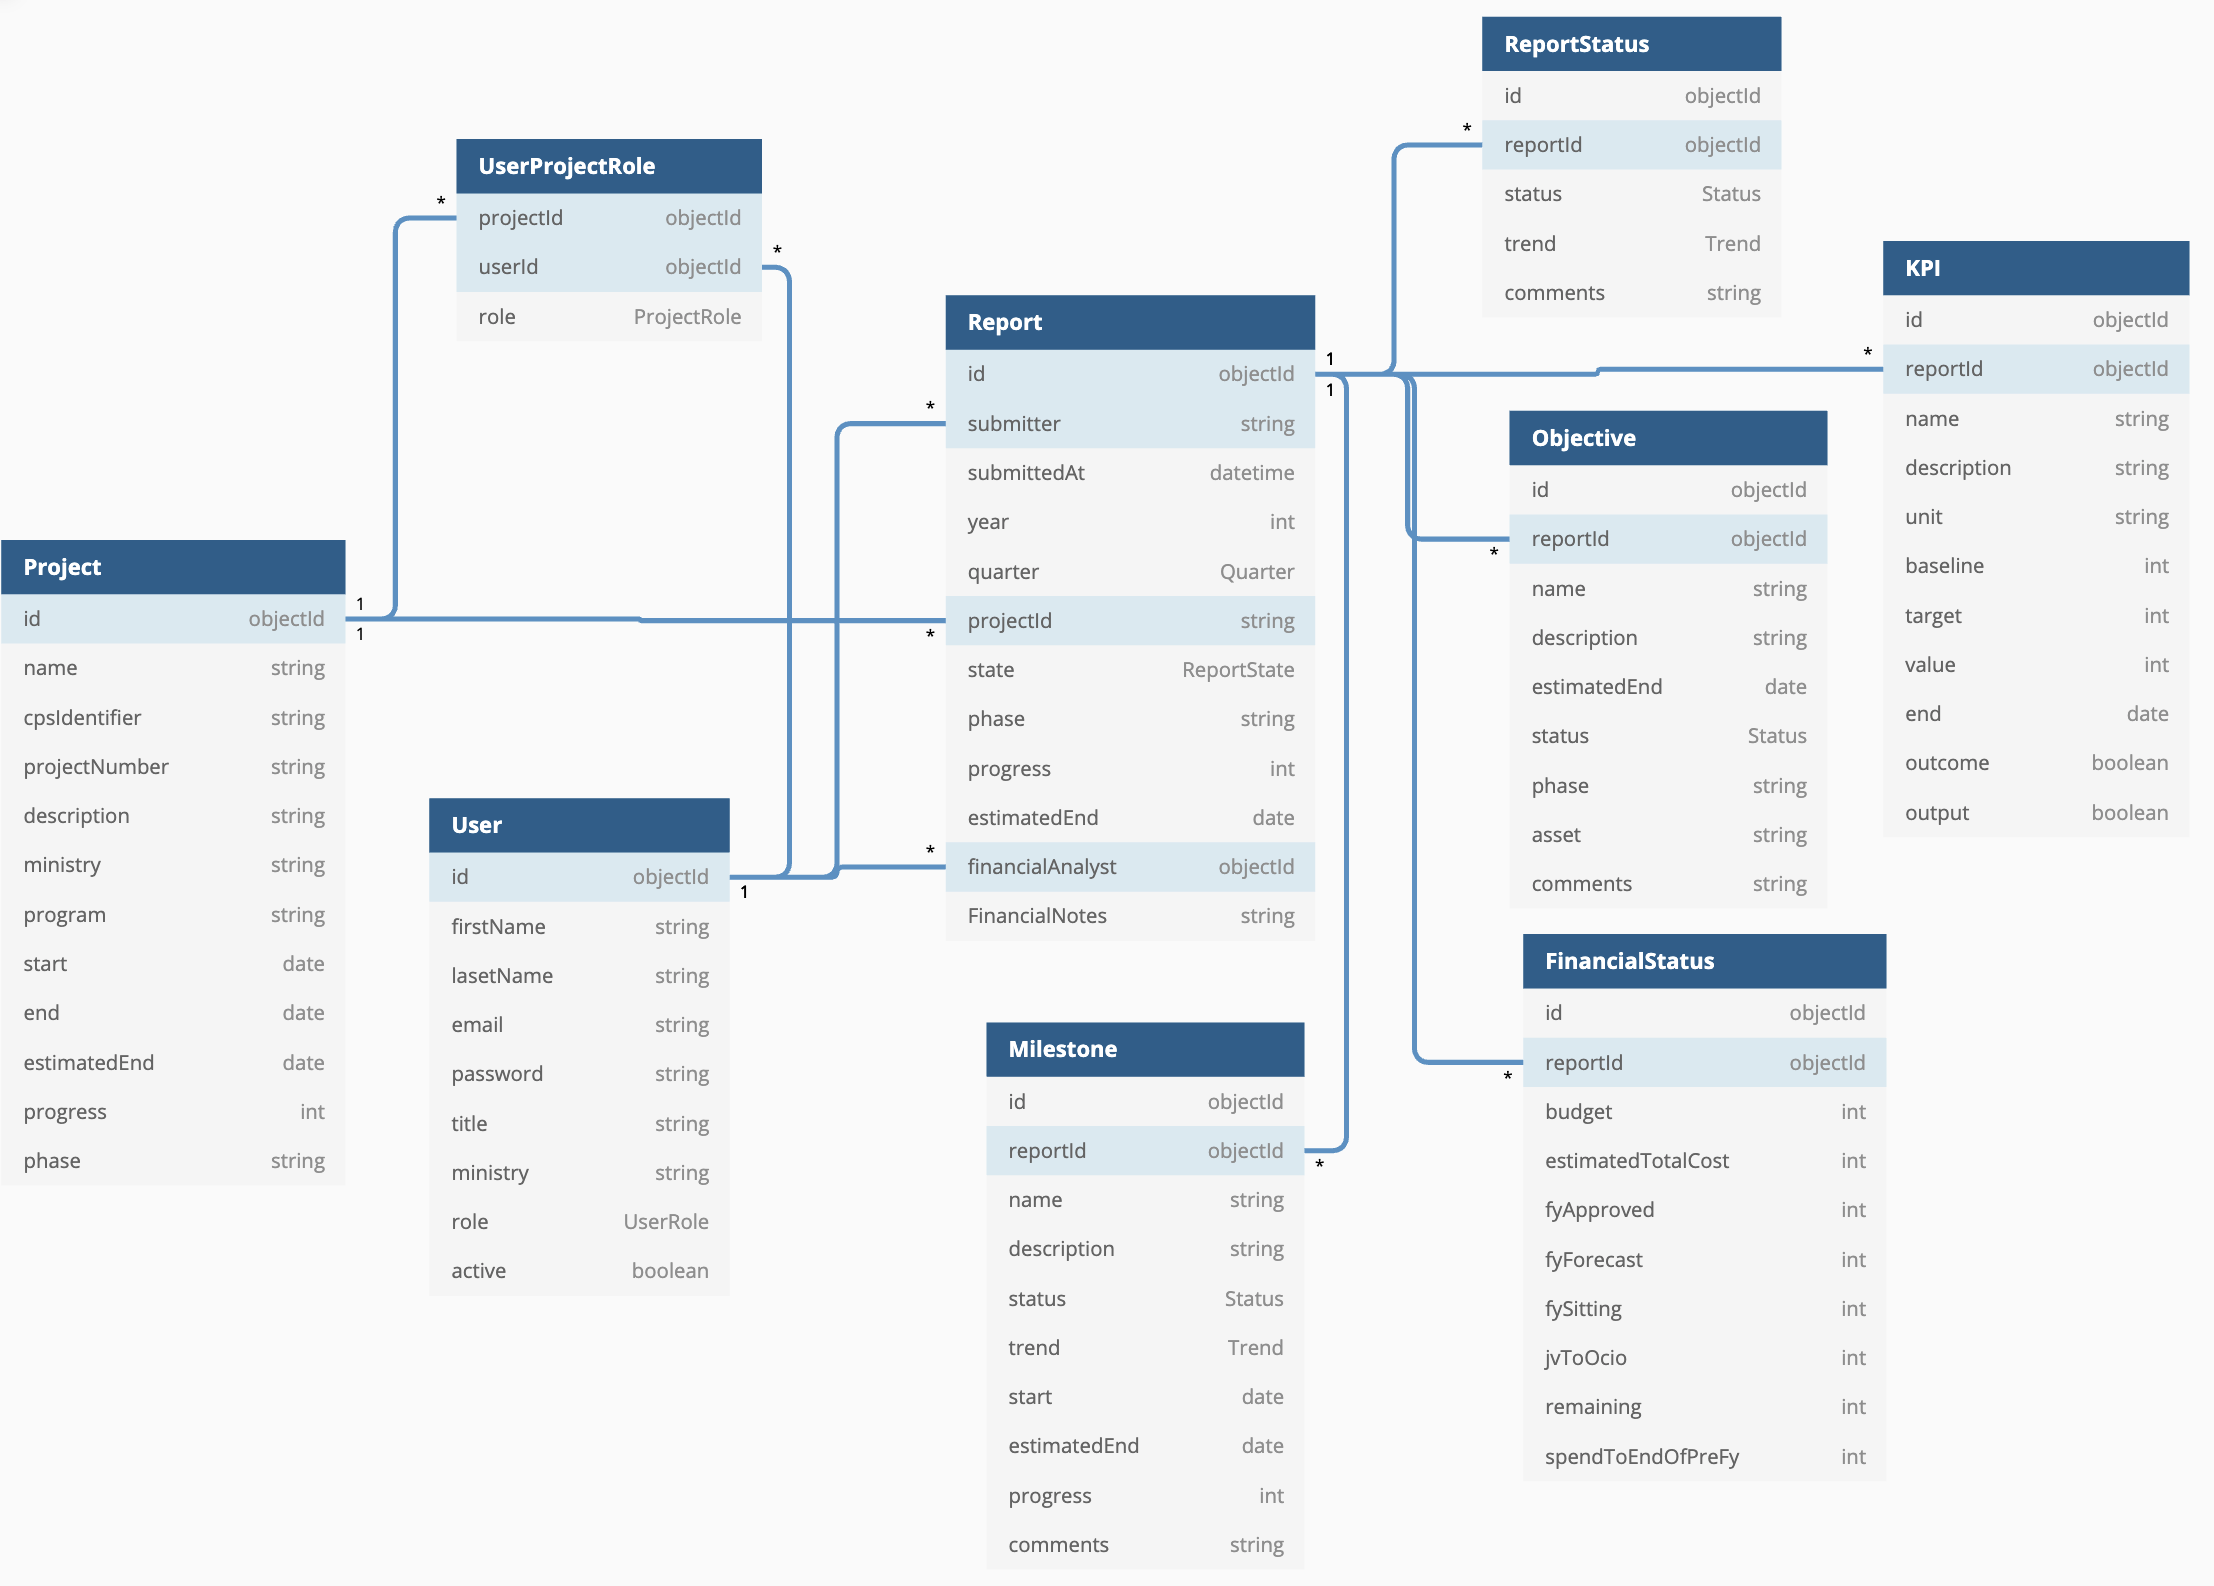 ReportStatus
id objectId
* reportId objectId
status Status
trend Trend
comments string
UserProjectRole
* projectId objectId
userId objectId *
role ProjectRole
KPI
id objectId
* reportId objectId
name string
description string
unit string
baseline int
target int
value int
end date
outcome boolean
output boolean
Report
id objectId 1
1
* submitter string
submittedAt datetime
year int
quarter Quarter
projectId string
*
state ReportState
phase string
progress int
estimatedEnd date
* financialAnalyst objectId
FinancialNotes string
Objective
id objectId
reportId objectId
*
name string
description string
estimatedEnd date
status Status
phase string
asset string
comments string
Project
id objectId 1
1
name string
cpsIdentifier string
projectNumber string
description string
ministry string
program string
start date
end date
estimatedEnd date
progress int
phase string
User
id objectId
1
firstName string
lasetName string
email string
password string
title string
ministry string
role UserRole
active boolean
FinancialStatus
id objectId
reportId objectId
*
budget int
estimatedTotalCost int
fyApproved int
fyForecast int
fySitting int
jvToOcio int
remaining int
spendToEndOfPreFy int
Milestone
id objectId
reportId objectId
*
name string
description string
status Status
trend Trend
start date
estimatedEnd date
progress int
comments string